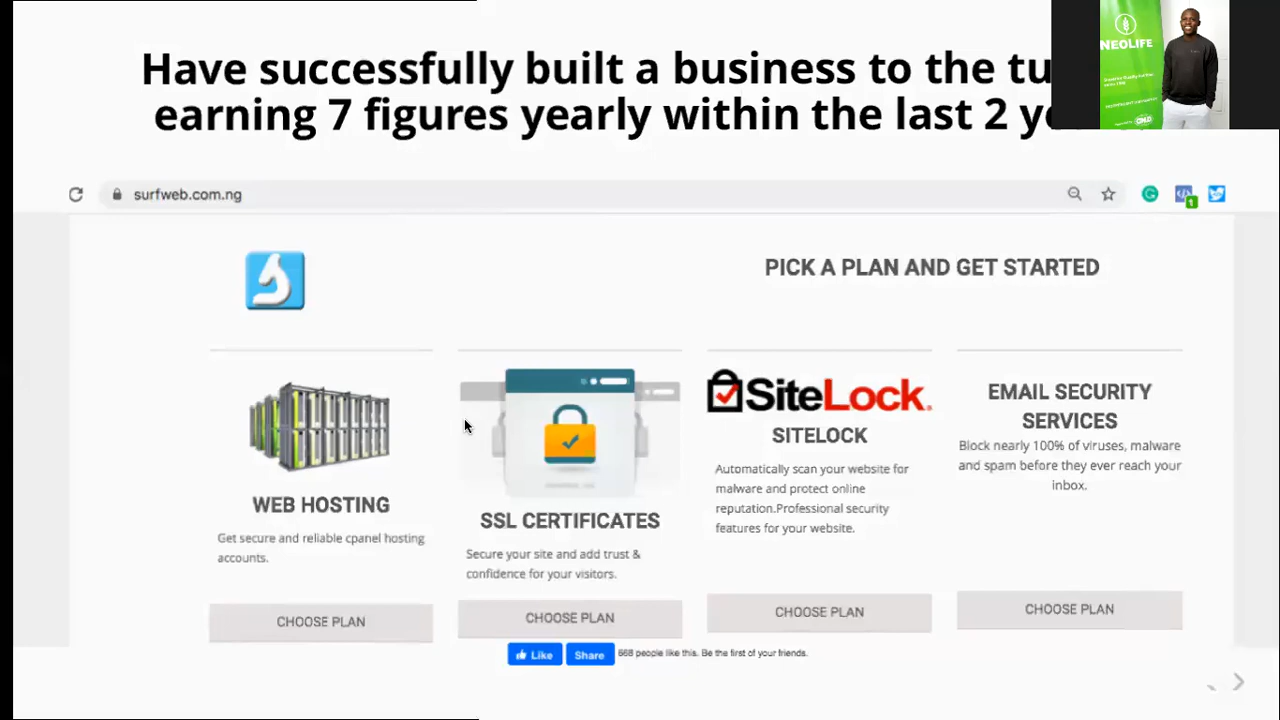 Have successfully built a business to the tu
earning 7 figures yearly within the last 2 ye
NEOLIFE
surfweb.com.ng
1
PICK A PLAN AND GET STARTED
WEB HOSTING
Get secure and reliable cpanel hosting
accounts.
CHOOSE PLAN
SSL CERTIFICATES
Secure your site and add trust &
confidence for your visitors.
CHOOSE PLAN
SiteLock.
SITELOCK
Automatically scan your website for
malware and protect online
reputation.Professional security
features for your website.
CHOOSE PLAN
EMAIL SECURITY
SERVICES
Block nearly 100% of viruses, malware
and spam before they ever reach your
inbox.
CHOOSE PLAN
Like
Share
668 people like this. Be the first of your friends.